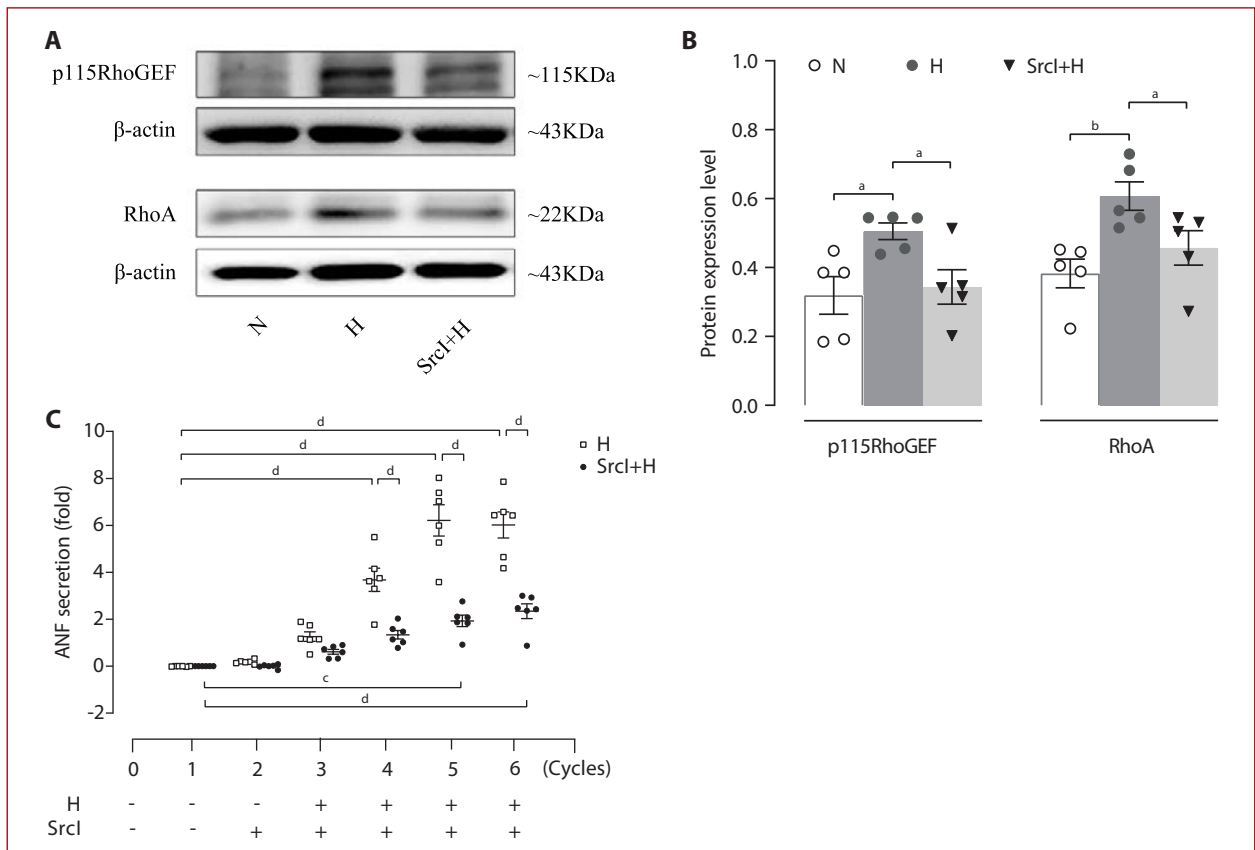 A
p115RhoGEF
~115KDa
β-actin
~43KDa
RhoA
~22KDa
β-actin
~43KDa
N
H
SrcI+H
B
N
H
SrcI+H
1.0
0.8
0.6
0.4
0.2
0.0
Protein expression level
a
a
b
a
p115RhoGEF
RhoA
C
H
SrcI+H
10
8
6
4
2
0
-2
ANF secretion (fold)
d
d
d
d
d
d
c
d
0 1 2 3 4 5 6 (Cycles)
H - - - + + + +
SrcI - - + + + + +